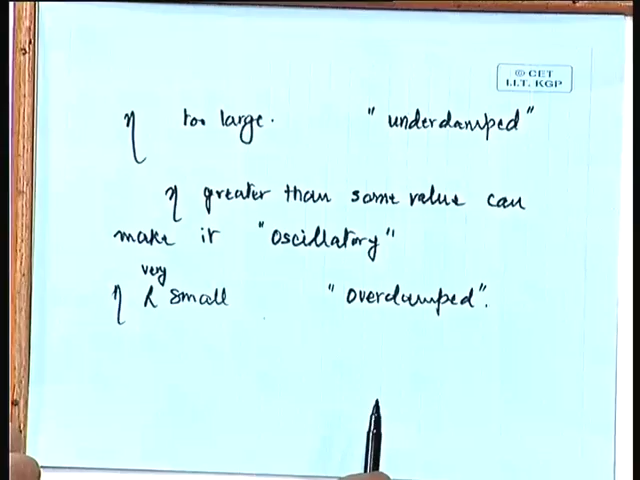 © CET
I.I.T. KGP
η too large. "underdamped"
η greater than some value can
make it "oscillatory"
very
η small "overdamped".